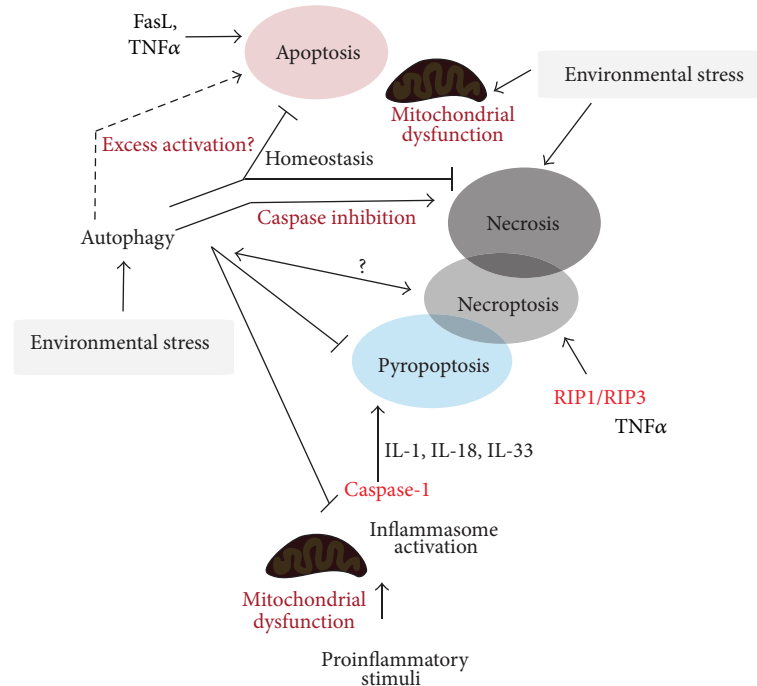 FasL,
TNFα
Apoptosis
Environmental stress
Mitochondrial
dysfunction
Excess activation?
Homeostasis
Caspase inhibition
Necrosis
Autophagy
?
Necroptosis
Environmental stress
Pyropoptosis
RIP1/RIP3
TNFα
IL-1, IL-18, IL-33
Caspase-1
Inflammasome
activation
Mitochondrial
dysfunction
Proinflammatory
stimuli